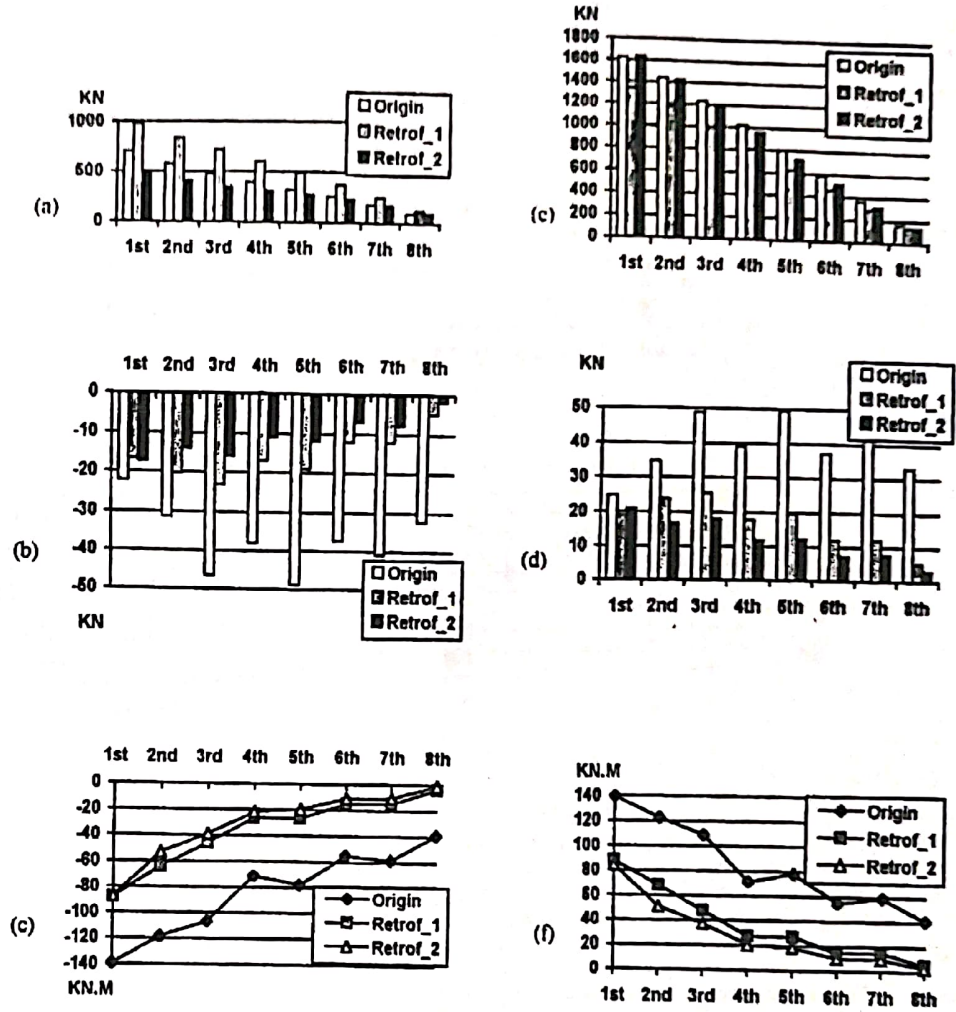 KN
Origin
Retrof_1
Retrof_2
1000
500
0
(a)
1st 2nd 3rd 4th 5th 6th 7th 8th
KN
1800
1600
1400
1200
1000
800
600
400
200
0
Origin
Retrof_1
Retrof_2
(c)
1st 2nd 3rd 4th 5th 6th 7th 8th
1st 2nd 3rd 4th 5th 6th 7th 8th
0
-10
-20
-30
-40
-50
(b)
KN
Origin
Retrof_1
Retrof_2
KN
Origin
Retrof_1
Retrof_2
50
40
30
20
10
0
(d)
1st 2nd 3rd 4th 5th 6th 7th 8th
1st 2nd 3rd 4th 5th 6th 7th 8th
0
-20
-40
-60
-80
-100
-120
-140
(c)
KN.M
Origin
Retrof_1
Retrof_2
KN.M
140
120
100
80
60
40
20
0
Origin
Retrof_1
Retrof_2
(f)
1st 2nd 3rd 4th 5th 6th 7th 8th